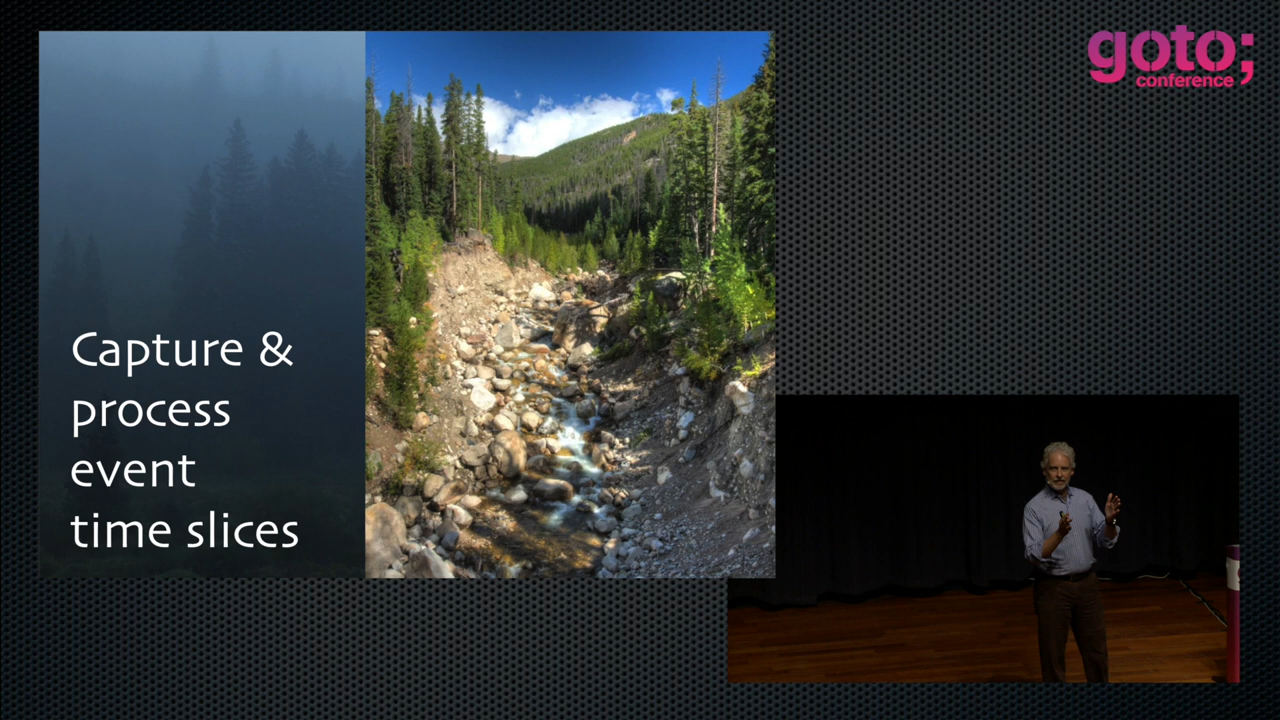 goto;
conference
Capture &
process
event
time slices